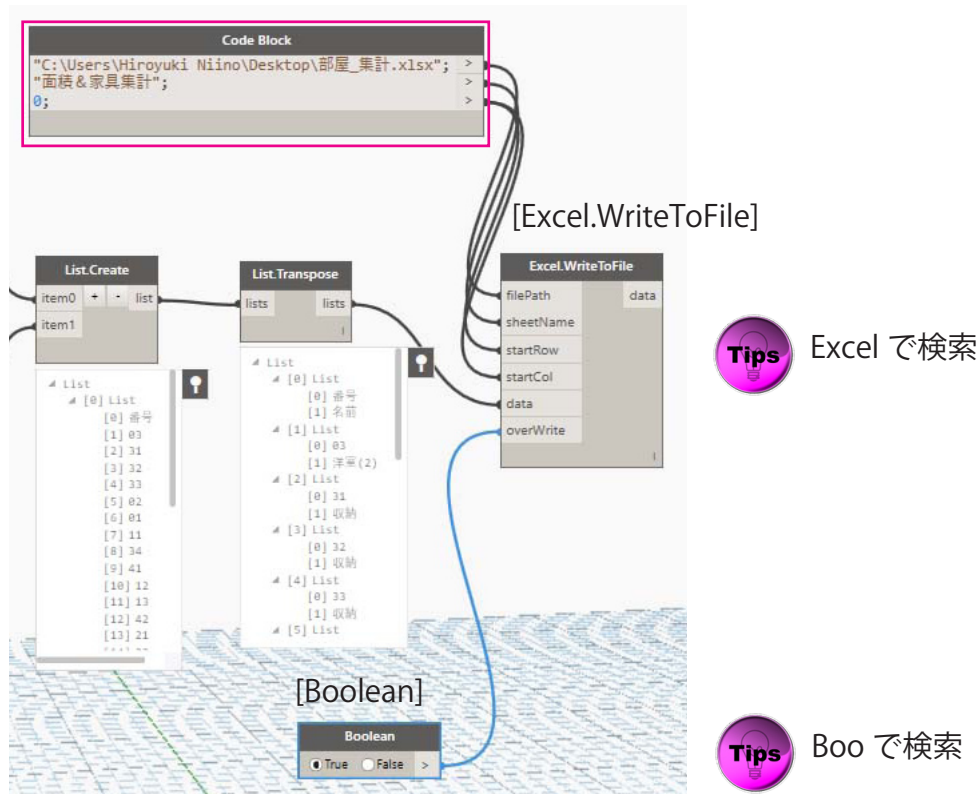 Code Block
"C:\Users\Hiroyuki Niino\Desktop\部屋_集計.xlsx"; >
"面積&家具集計"; >
0; >
[Excel.WriteToFile]
List.Create
item0 + - list
item1
List
[0] List
[0] 番号
[1] 03
[2] 31
[3] 32
[4] 33
[5] 02
[6] 01
[7] 11
[8] 34
[9] 41
[10] 12
[11] 13
[12] 42
[13] 21
List.Transpose
lists lists
List
[0] List
[0] 番号
[1] 名前
[1] List
[0] 03
[1] 洋室(2)
[2] List
[0] 31
[1] 収納
[3] List
[0] 32
[1] 収納
[4] List
[0] 33
[1] 収納
[5] List
Excel.WriteToFile
filePath data
sheetName
startRow
startCol
data
overWrite
Tips Excel で検索
[Boolean]
Boolean
True False >
Tips Boo で検索